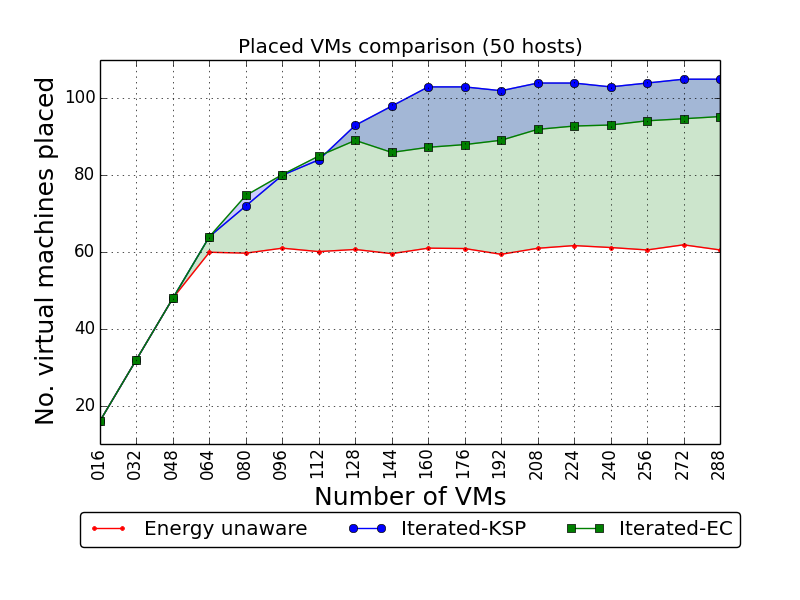 Placed VMs comparison (50 hosts)
No. virtual machines placed
100
80
60
40
20
016 032 048 064 080 096 112 128 144 160 176 192 208 224 240 256 272 288
Number of VMs
Energy unaware Iterated-KSP Iterated-EC